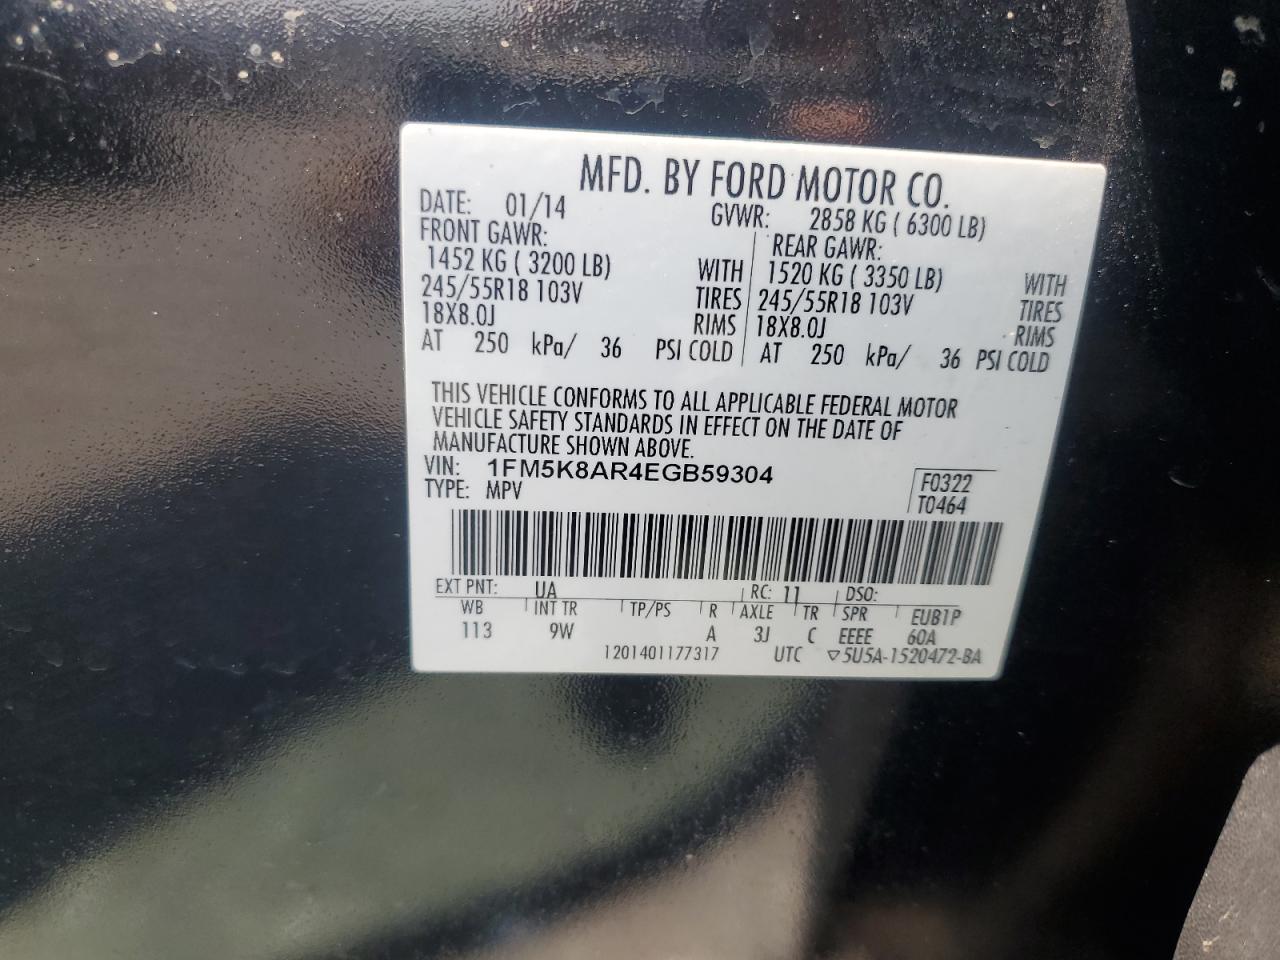 MFD. BY FORD MOTOR CO.
DATE: 01/14 GVWR: 2858 KG ( 6300 LB)
FRONT GAWR: REAR GAWR:
1452 KG ( 3200 LB) WITH 1520 KG ( 3350 LB) WITH
245/55R18 103V TIRES 245/55R18 103V TIRES
18X8.0J RIMS 18X8.0J RIMS
AT 250 kPa/ 36 PSI COLD AT 250 kPa/ 36 PSI COLD
THIS VEHICLE CONFORMS TO ALL APPLICABLE FEDERAL MOTOR
VEHICLE SAFETY STANDARDS IN EFFECT ON THE DATE OF
MANUFACTURE SHOWN ABOVE.
VIN: 1FM5K8AR4EGB59304 F0322
TYPE: MPV T0464
EXT PNT: UA RC: 11 DSO:
WB INT TR TP/PS R AXLE TR SPR EUB1P
113 9W A 3J C EEEE 60A
1201401177317 UTC ▽5U5A-1520472-BA